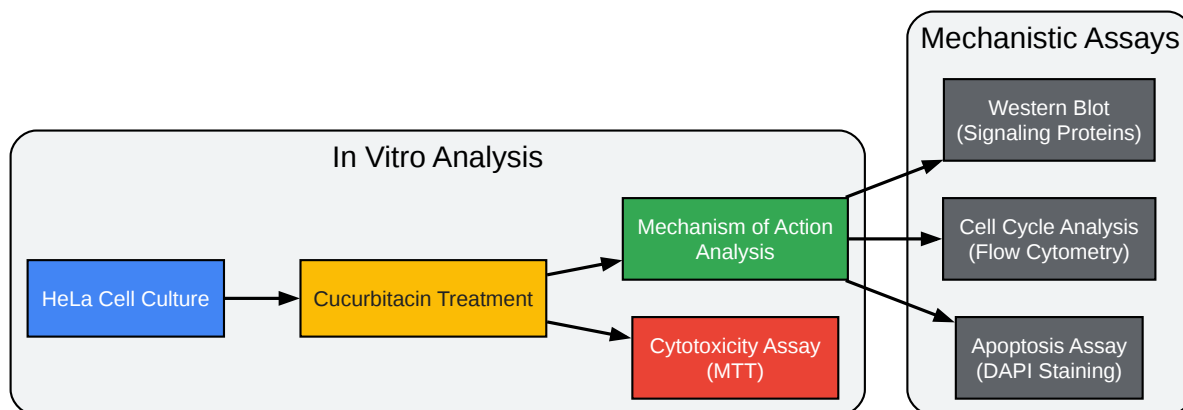 In Vitro Analysis
HeLa Cell Culture
Cucurbitacin Treatment
Mechanism of Action
Analysis
Cytotoxicity Assay
(MTT)
Mechanistic Assays
Western Blot
(Signaling Proteins)
Cell Cycle Analysis
(Flow Cytometry)
Apoptosis Assay
(DAPI Staining)